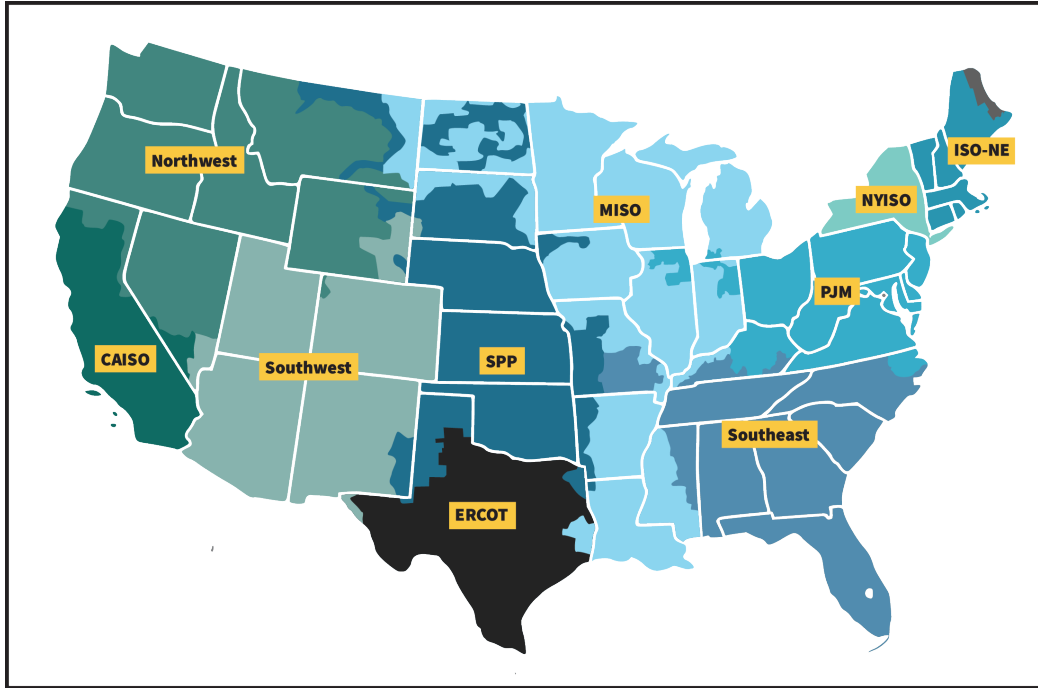 ISO-NE
Northwest
NYISO
MISO
PJM
CAISO
Southwest
SPP
Southeast
ERCOT